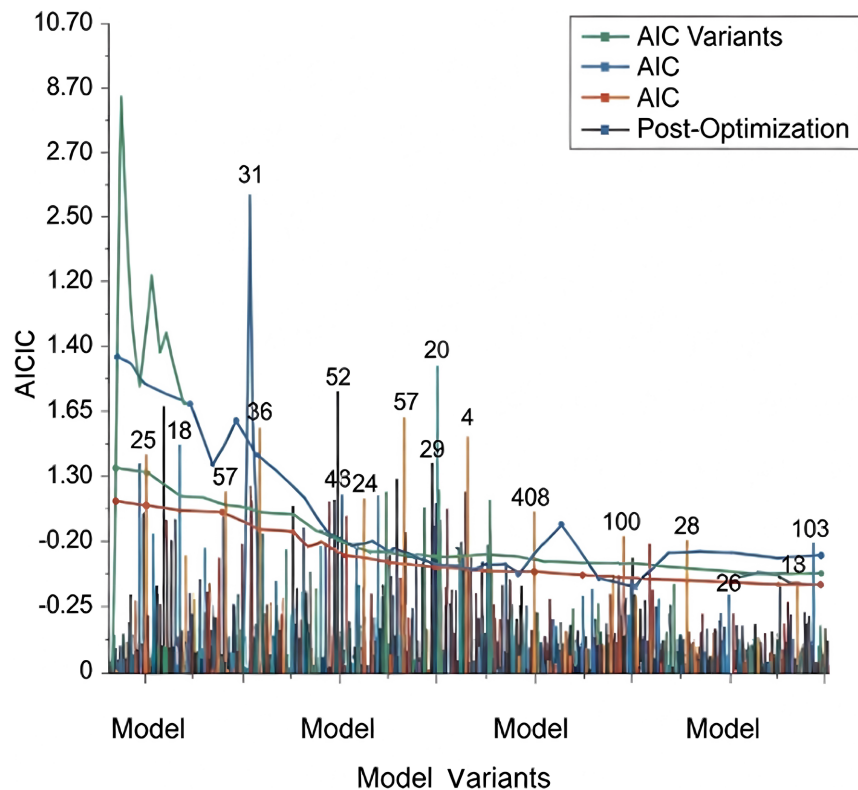 10.70
8.70
2.70
2.50
1.20
1.40
1.65
1.30
-0.20
-0.25
0
AICIC
AIC Variants
AIC
AIC
Post-Optimization
31
20
52
36
57
4
25
18
29
57
43
24
408
100
28
103
13
26
Model
Model
Model
Model
Model Variants